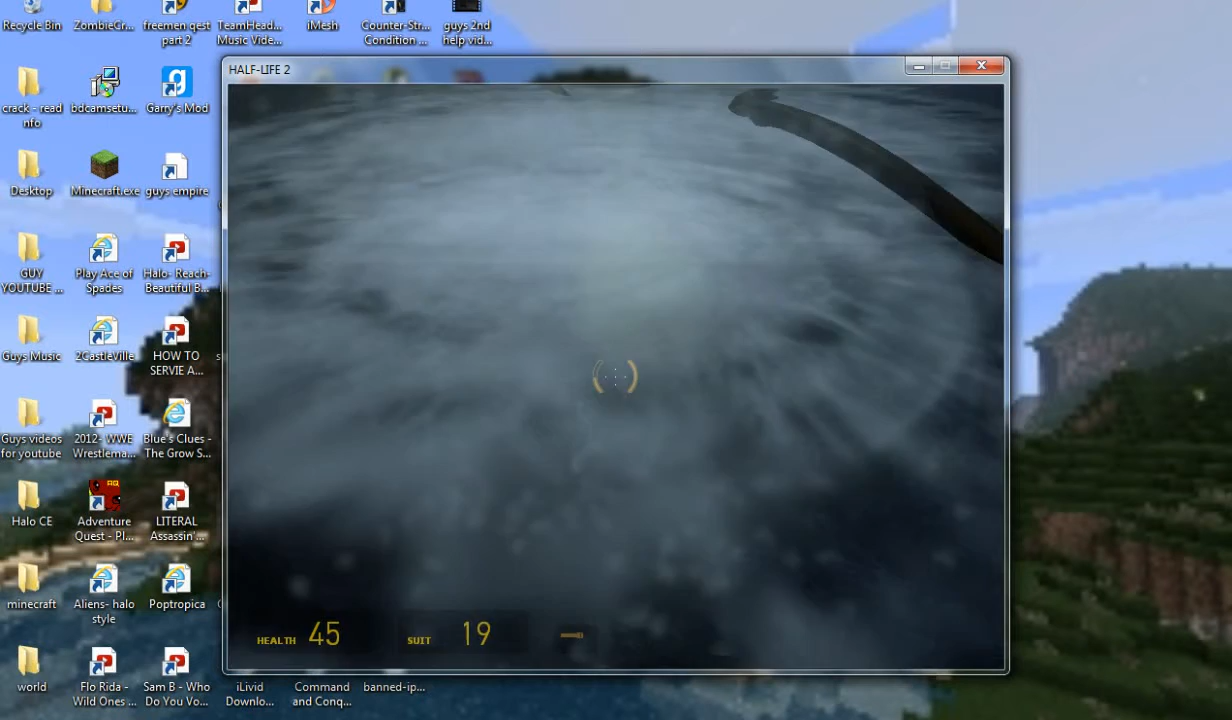 Recycle Bin
ZombieCr...
freemen qest
part 2
TeamHead...
Music Vide...
iMesh
Counter-Str...
Condition ...
guys 2nd
help vid...
HALF-LIFE 2
crack - read
nfo
bdcamsetu...
Garry's Mod
Desktop
Minecraft.exe
guys empire
GUY
YOUTUBE ...
Play Ace of
Spades
Halo- Reach-
Beautiful B...
Guys Music
2CastleVille
HOW TO
SERVIE A...
Guys videos
for youtube
2012- WWE
Wrestlema...
Blue's Clues -
The Grow S...
Halo CE
AQ
Adventure
Quest - Pl...
LITERAL
Assassin'...
minecraft
Aliens- halo
style
Poptropica
HEALTH 45
SUIT 19
world
Flo Rida -
Wild Ones ...
Sam B - Who
Do You Vo...
iLivid
Downlo...
Command
and Conq...
banned-ip...